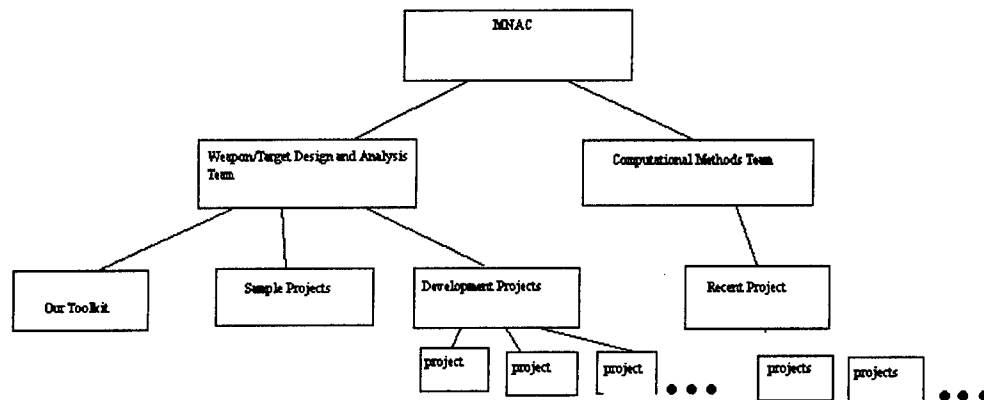 MNAC
Weapon/Target Design and Analysis
Team
Computational Methods Team
Our Toolkit
Sample Projects
Development Projects
Recent Project
project
project
project
projects
projects